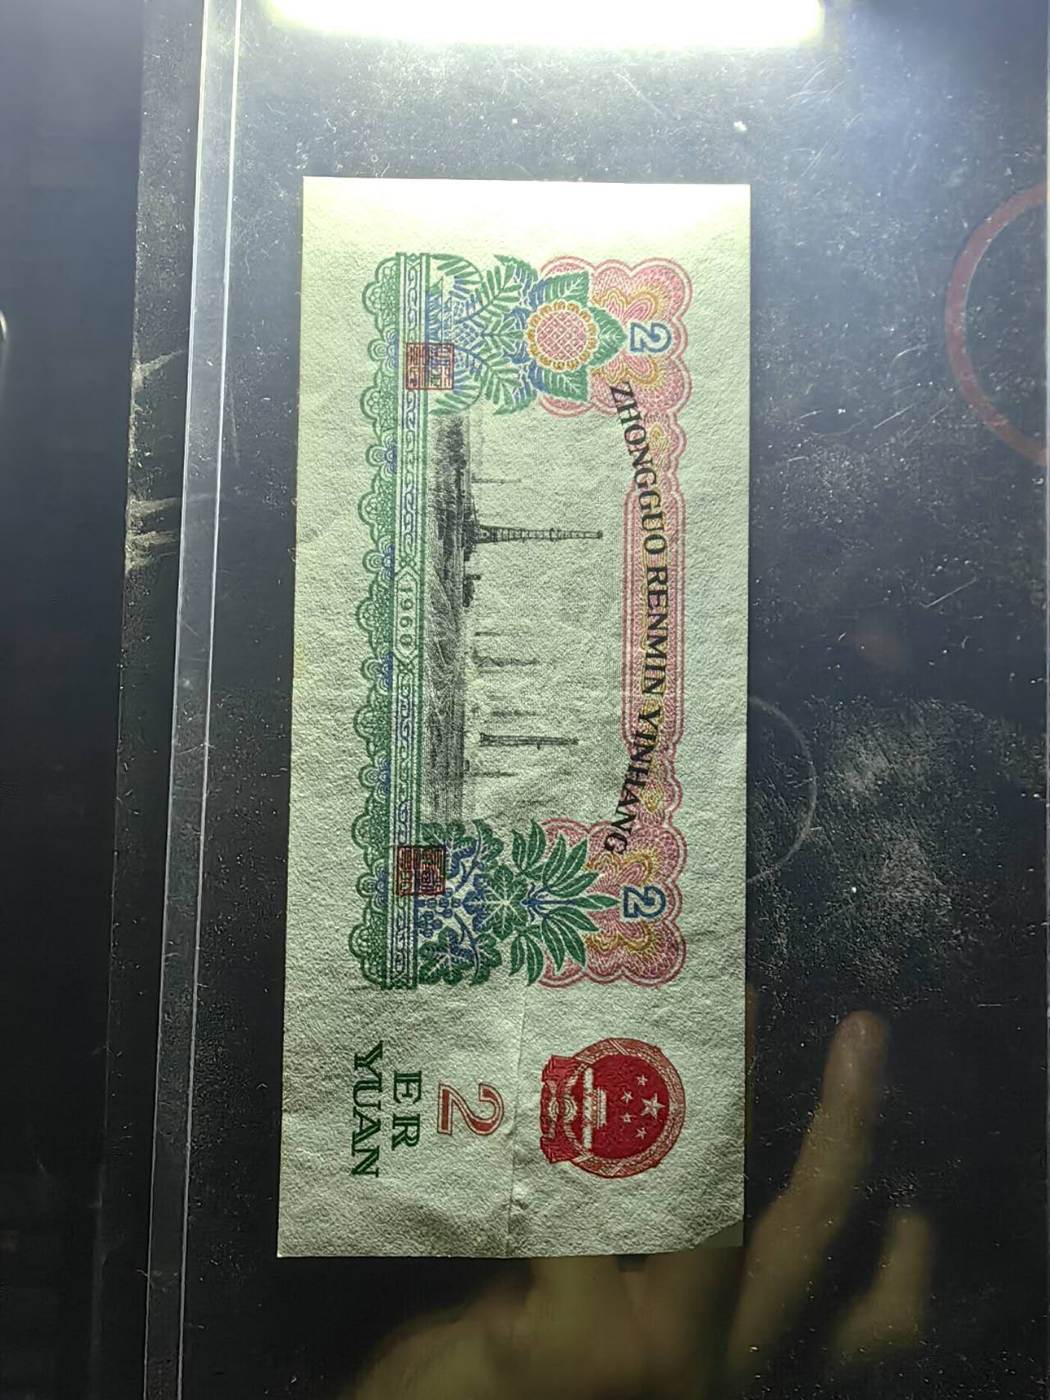 2 2
ZHONGGUO RENMIN YINHANG
1960
2
ER
YUAN